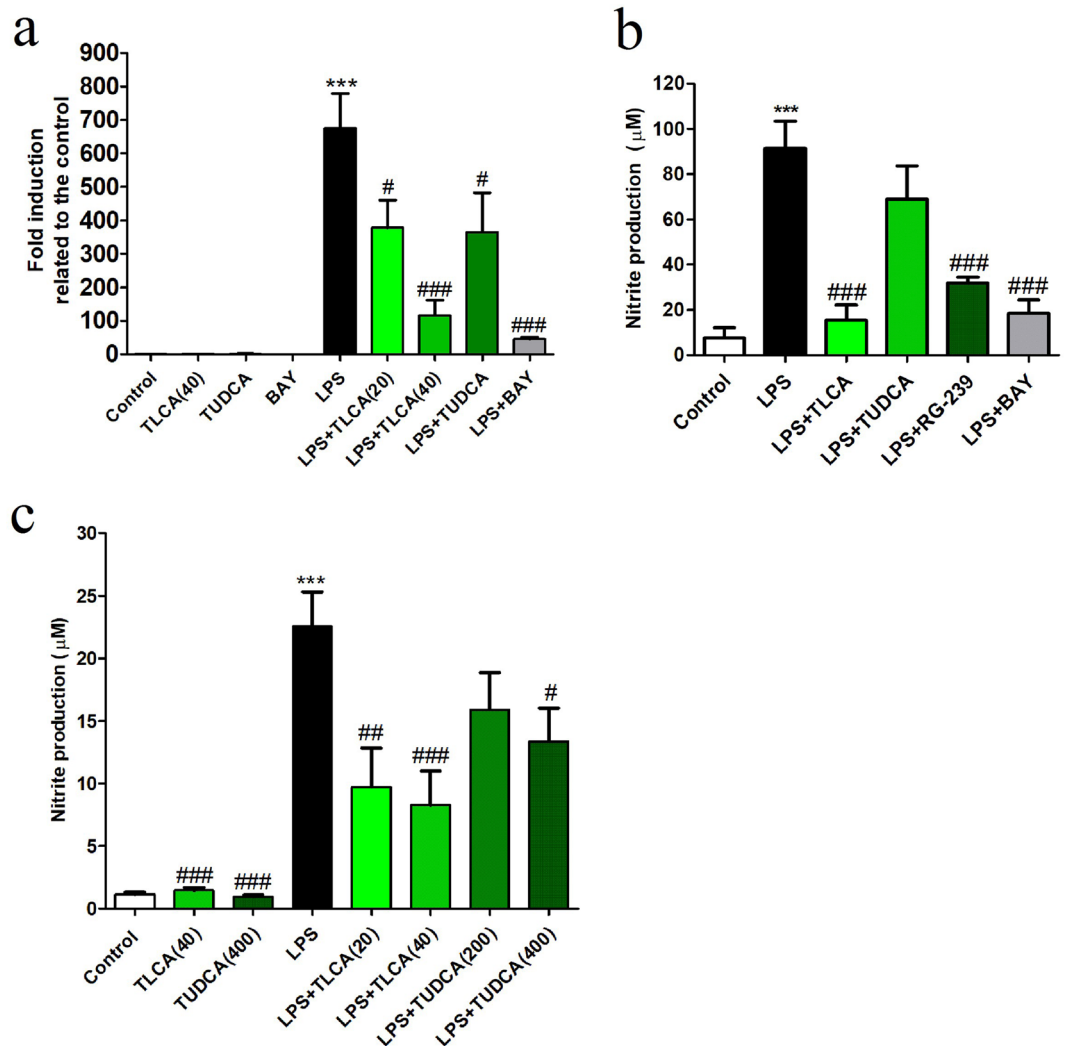 a
Fold induction
related to the control
900
800
700
600
500
400
300
200
100
0
***
#
###
#
###
Control
TLCA(40)
TUDCA
BAY
LPS
LPS+TLCA(20)
LPS+TLCA(40)
LPS+TUDCA
LPS+BAY
b
Nitrite production (μM)
120
100
80
60
40
20
0
***
###
###
###
Control
LPS
LPS+TLCA
LPS+TUDCA
LPS+RG-239
LPS+BAY
c
Nitrite production (μM)
30
25
20
15
10
5
0
###
###
***
##
###
#
Control
TLCA(40)
TUDCA(400)
LPS
LPS+TLCA(20)
LPS+TLCA(40)
LPS+TUDCA(200)
LPS+TUDCA(400)